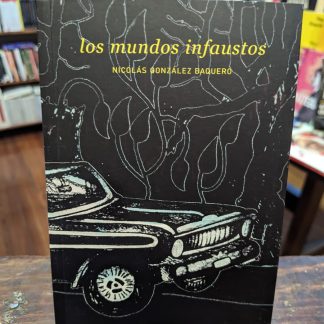 los mundos infaustos
NICOLÁS GONZÁLEZ BAQUERO